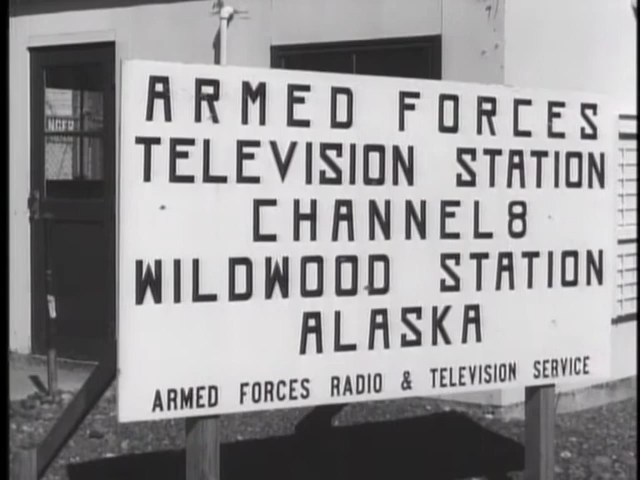 ARMED FORCES
TELEVISION STATION
CHANNEL 8
WILDWOOD STATION
ALASKA
ARMED FORCES RADIO & TELEVISION SERVICE